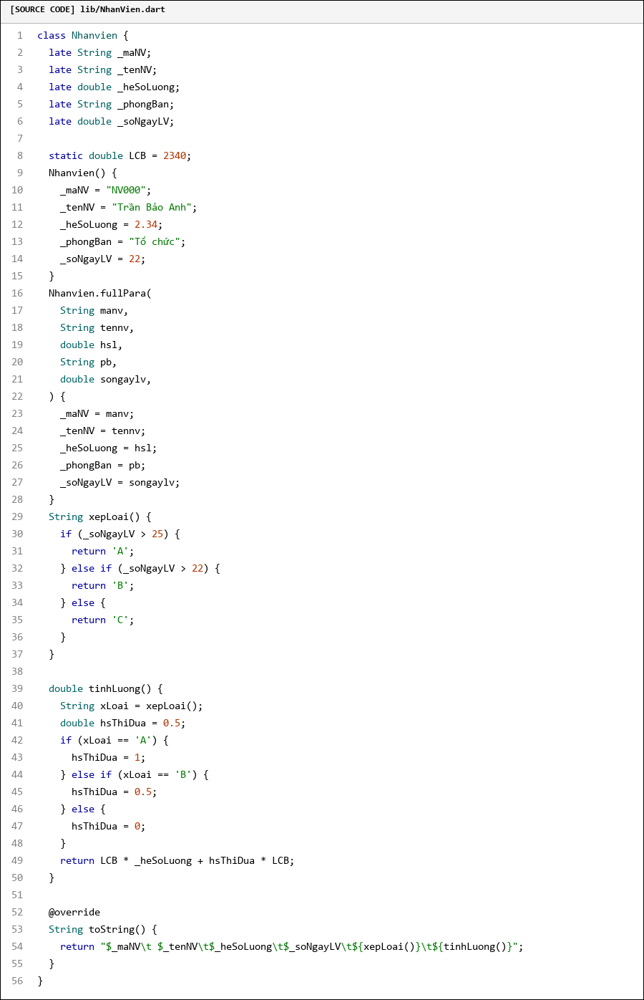 [SOURCE CODE] lib/NhanVien.dart
1 class Nhanvien {
2   late String _maNV;
3   late String _tenNV;
4   late double _heSoLuong;
5   late String _phongBan;
6   late double _soNgayLV;
7
8   static double LCB = 2340;
9   Nhanvien() {
10     _maNV = "NV000";
11     _tenNV = "Trần Bảo Anh";
12     _heSoLuong = 2.34;
13     _phongBan = "Tổ chức";
14     _soNgayLV = 22;
15   }
16   Nhanvien.fullPara(
17     String manv,
18     String tennv,
19     double hsl,
20     String pb,
21     double songaylv,
22   ) {
23     _maNV = manv;
24     _tenNV = tennv;
25     _heSoLuong = hsl;
26     _phongBan = pb;
27     _soNgayLV = songaylv;
28   }
29   String xepLoai() {
30     if (_soNgayLV > 25) {
31       return 'A';
32     } else if (_soNgayLV > 22) {
33       return 'B';
34     } else {
35       return 'C';
36     }
37   }
38
39   double tinhLuong() {
40     String xLoai = xepLoai();
41     double hsThiDua = 0.5;
42     if (xLoai == 'A') {
43       hsThiDua = 1;
44     } else if (xLoai == 'B') {
45       hsThiDua = 0.5;
46     } else {
47       hsThiDua = 0;
48     }
49     return LCB * _heSoLuong + hsThiDua * LCB;
50   }
51
52   @override
53   String toString() {
54     return "$_maNV\t $_tenNV\t$_heSoLuong\t$_soNgayLV\t${xepLoai()}\t${tinhLuong()}";
55   }
56 }